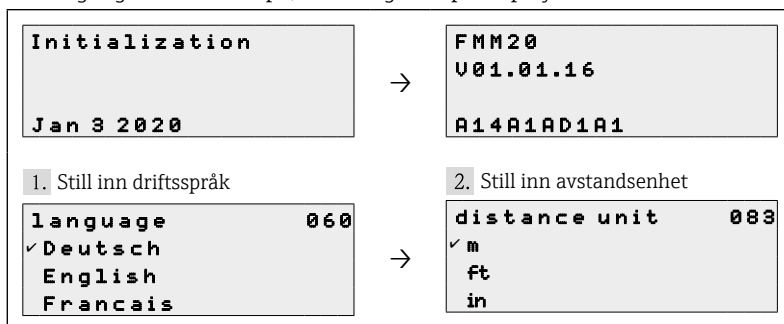 Initialization
Jan 3 2020
→
FMM20
V01.01.16
A14A1AD1A1
1. Still inn driftsspråk
language 060
✓Deutsch
English
Francais
→
2. Still inn avstandsenhet
distance unit 083
✓ m
ft
in